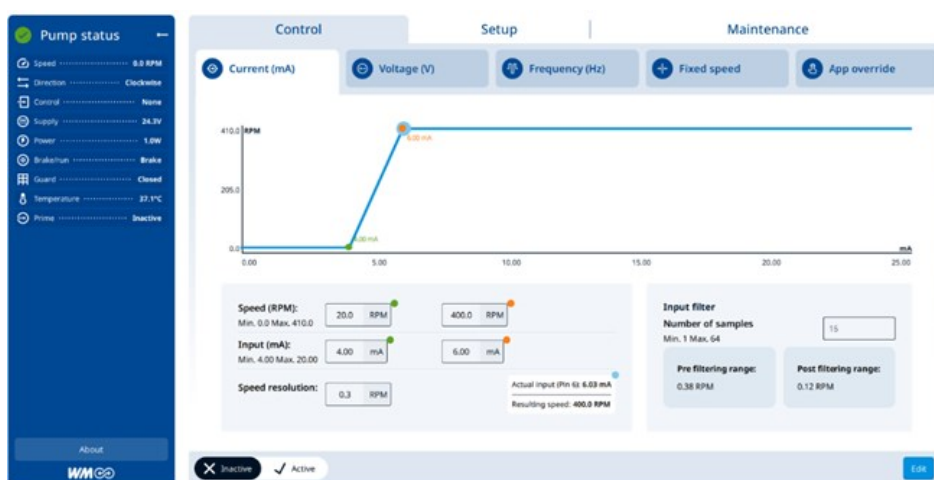 Pump status
Speed 0.0 RPM
Direction Clockwise
Control None
Supply 24.3V
Power 1.0W
Brake/run Brake
Guard Closed
Temperature 37.1°C
Prime Inactive
About
WM
Control Setup Maintenance
Current (mA) Voltage (V) Frequency (Hz) Fixed speed App override
410.0 RPM
6.00 mA
205.0
4.00 mA
0.0 mA
0.00 5.00 10.00 15.00 20.00 25.00
Speed (RPM):
Min. 0.0 Max. 410.0
20.0 RPM
400.0 RPM
Input (mA):
Min. 4.00 Max. 20.00
4.00 mA
6.00 mA
Speed resolution:
0.3 RPM
Actual input (Pin 6): 6.03 mA
Resulting speed: 400.0 RPM
Input filter
Number of samples
Min. 1 Max. 64
15
Pre filtering range:
0.38 RPM
Post filtering range:
0.12 RPM
Inactive Active
Edit